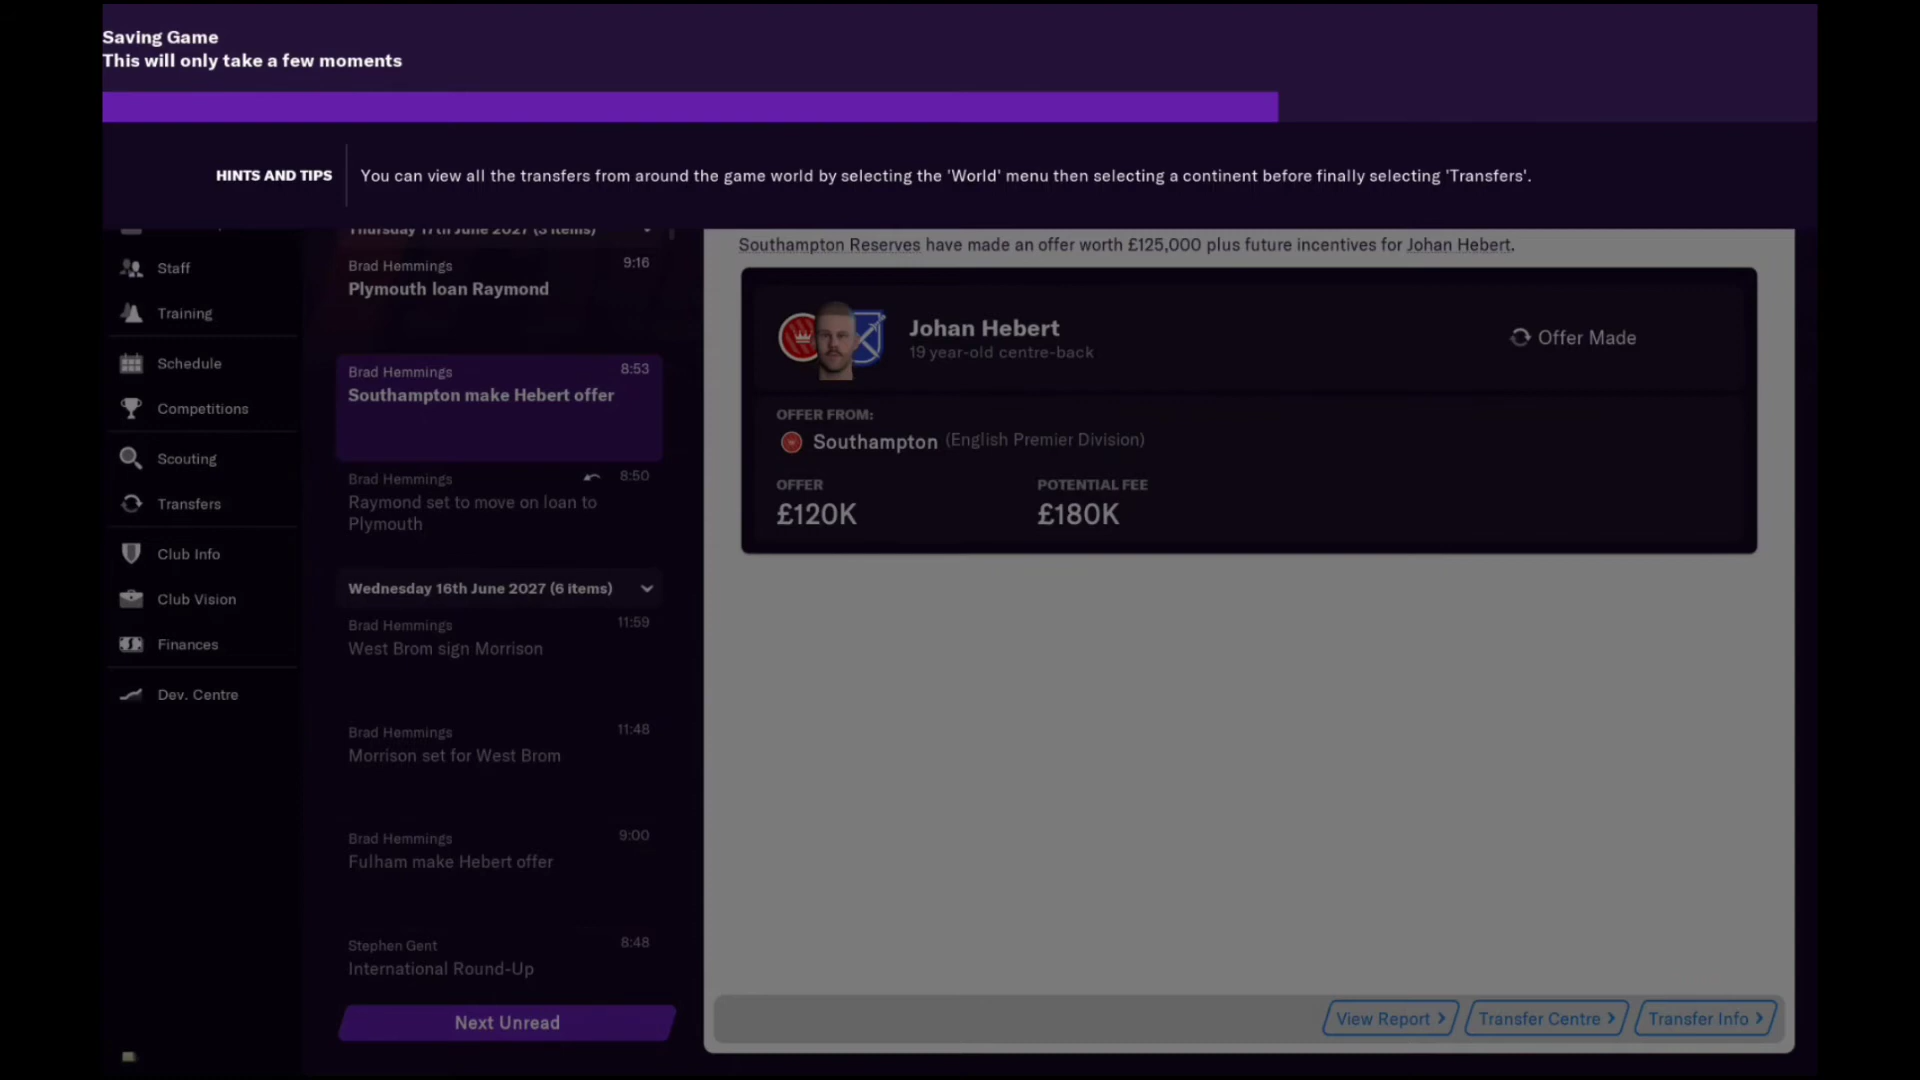 Saving Game
This will only take a few moments
HINTS AND TIPS
You can view all the transfers from around the game world by selecting the 'World' menu then selecting a continent before finally selecting 'Transfers'.
Staff
Training
Schedule
Competitions
Scouting
Transfers
Club Info
Club Vision
Finances
Dev. Centre
Thursday 17th June 2027 (3 items)
Brad Hemmings 9:16
Plymouth loan Raymond
Brad Hemmings 8:53
Southampton make Hebert offer
Brad Hemmings 8:50
Raymond set to move on loan to
Plymouth
Wednesday 16th June 2027 (6 items)
Brad Hemmings 11:59
West Brom sign Morrison
Brad Hemmings 11:48
Morrison set for West Brom
Brad Hemmings 9:00
Fulham make Hebert offer
Stephen Gent 8:48
International Round-Up
Next Unread
Southampton Reserves have made an offer worth £125,000 plus future incentives for Johan Hebert.
Johan Hebert
19 year-old centre-back
Offer Made
OFFER FROM:
Southampton (English Premier Division)
OFFER POTENTIAL FEE
£120K £180K
View Report Transfer Centre Transfer Info